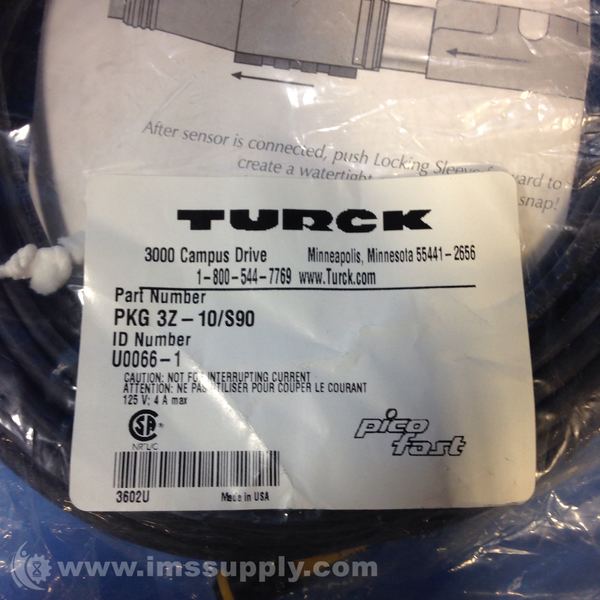 After sensor is connected, push Locking Sleeve forward to
create a watertight snap!
TURCK
3000 Campus Drive Minneapolis, Minnesota 55441-2656
1-800-544-7769 www.Turck.com
Part Number
PKG 3Z-10/S90
ID Number
U0066-1
CAUTION: NOT FOR INTERRUPTING CURRENT
ATTENTION: NE PAS UTILISER POUR COUPER LE COURANT
125 V; 4 A max
SA
NRTL/C
pico fast
3602U Made in USA
www.imssupply.com